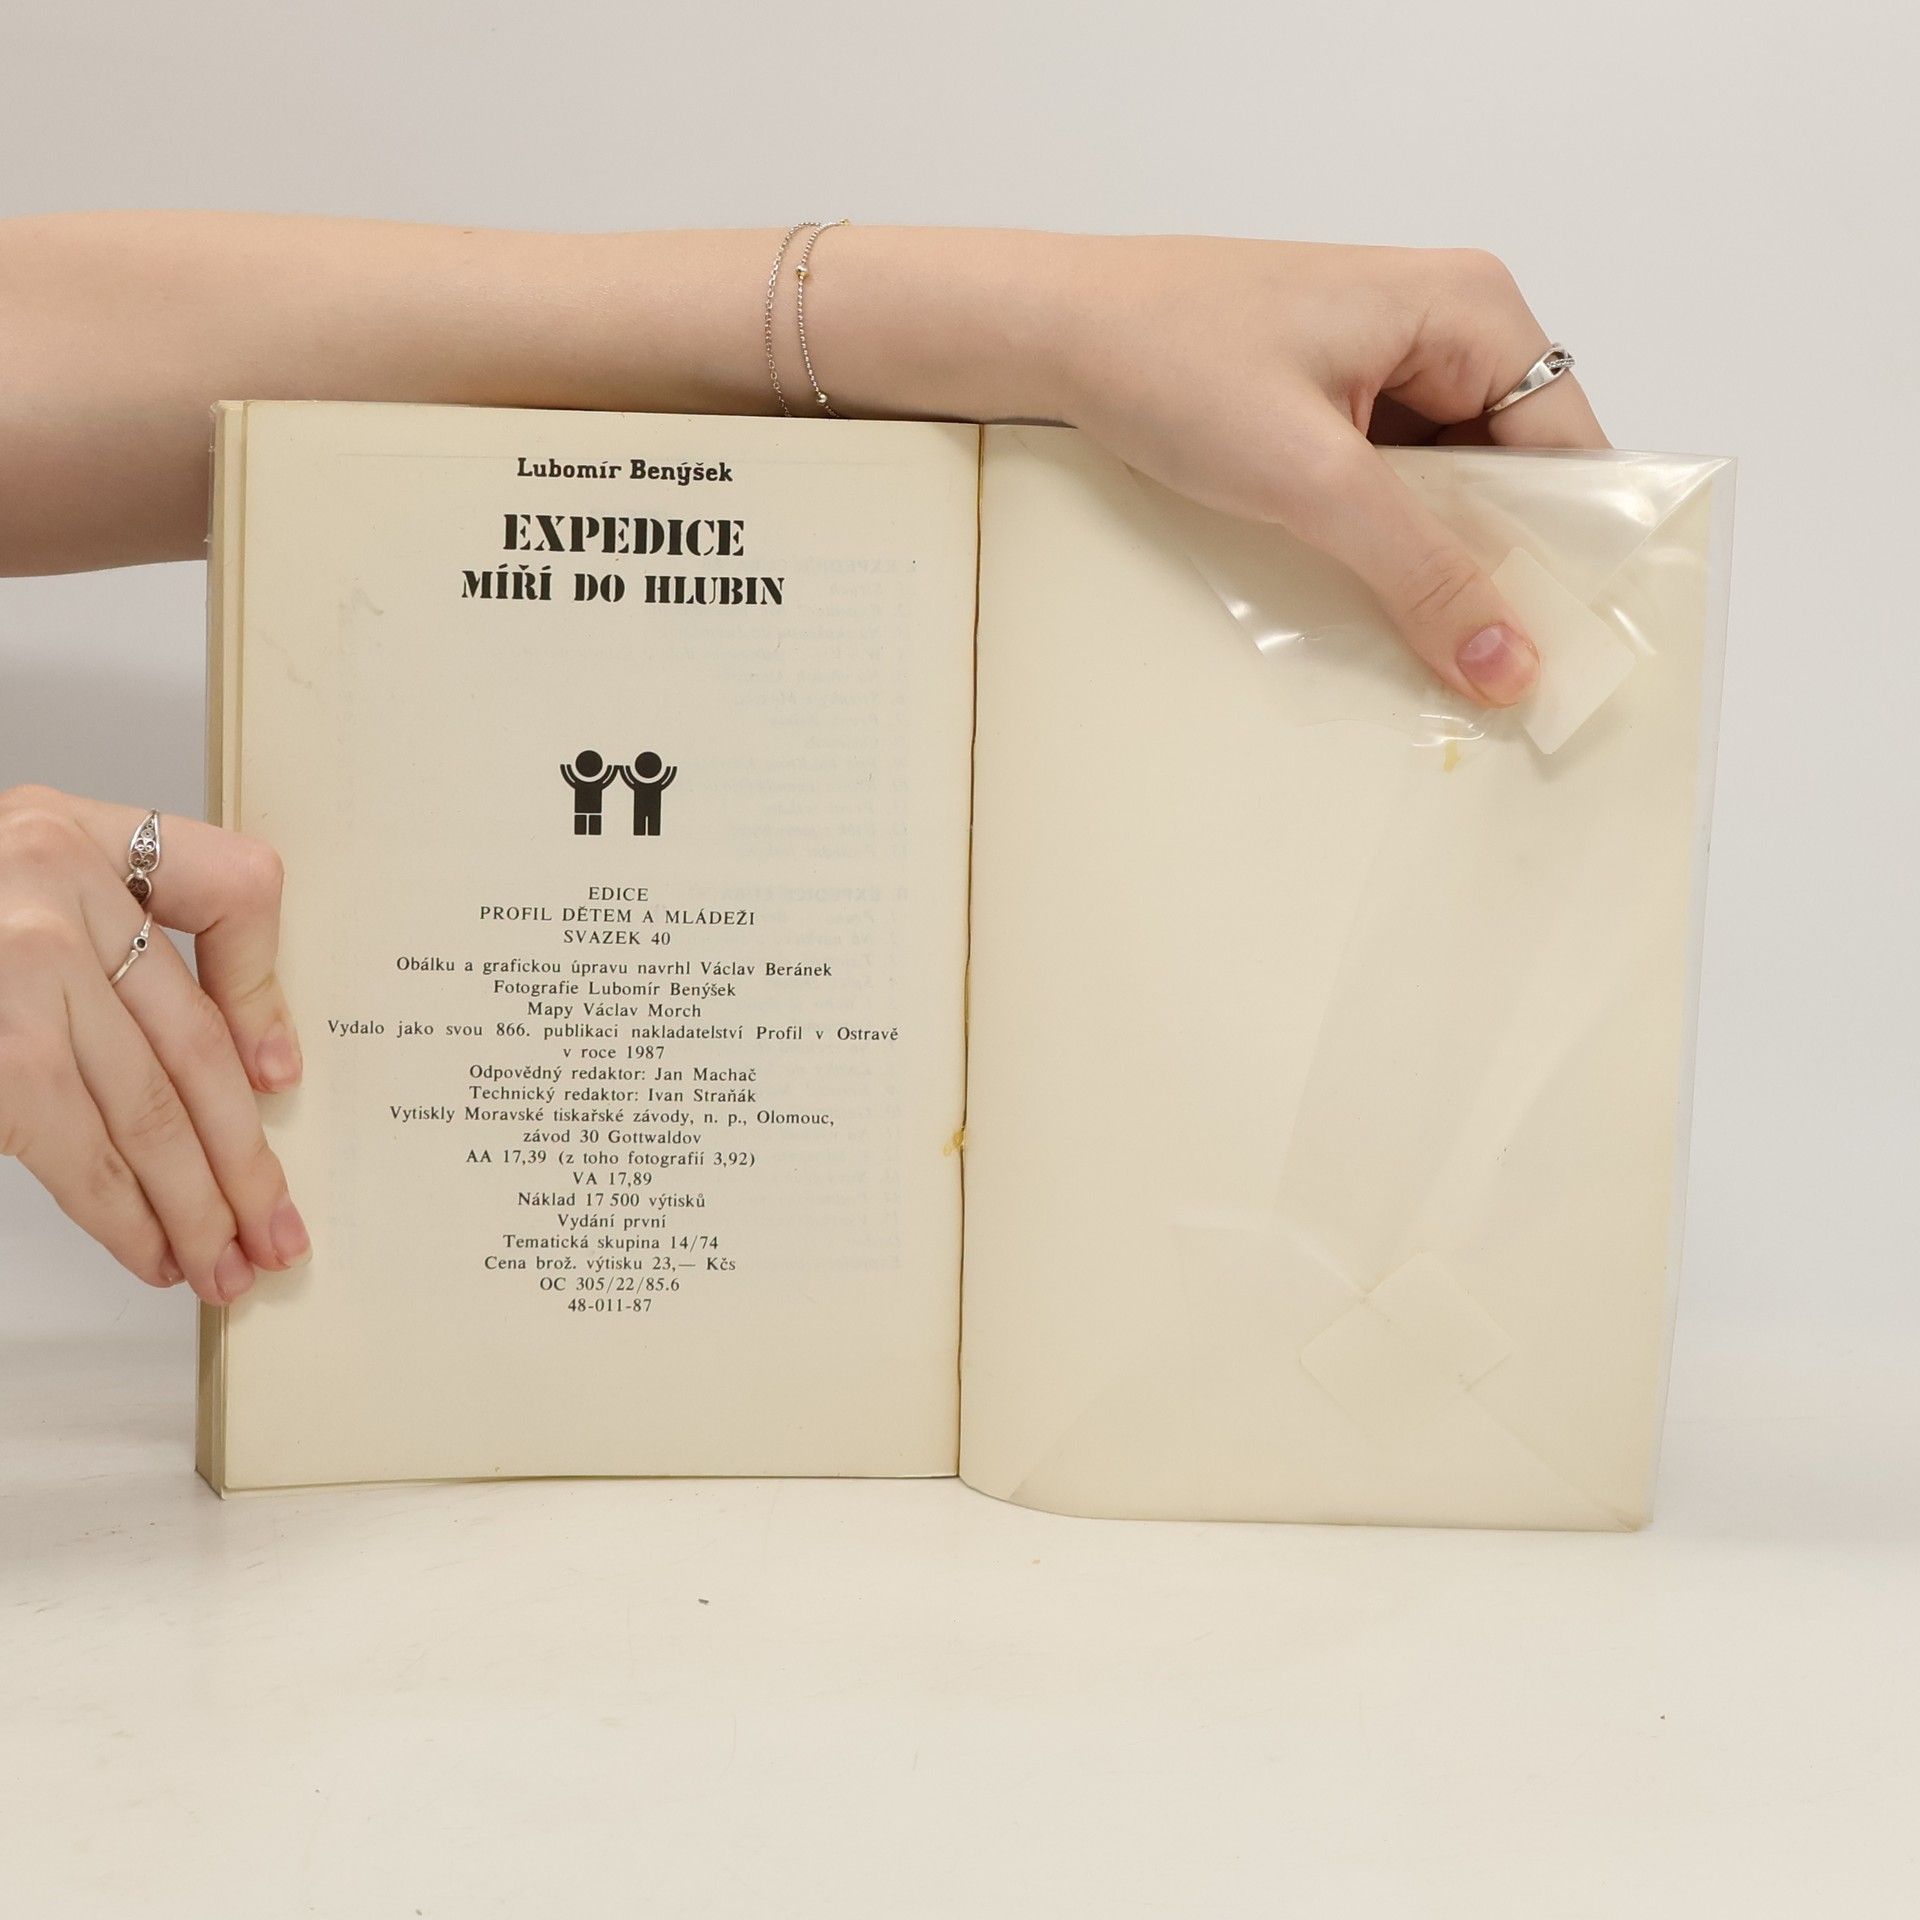 Lubomír Benýšek
EXPEDICE
MÍŘÍ DO HLUBIN
EDICE
PROFIL DĚTEM A MLÁDEŽI
SVAZEK 40
Obálku a grafickou úpravu navrhl Václav Beránek
Fotografie Lubomír Benýšek
Mapy Václav Morch
Vydalo jako svou 866. publikaci nakladatelství Profil v Ostravě
v roce 1987
Odpovědný redaktor: Jan Machač
Technický redaktor: Ivan Straňák
Vytiskly Moravské tiskařské závody, n. p., Olomouc,
závod 30 Gottwaldov
AA 17,39 (z toho fotografií 3,92)
VA 17,89
Náklad 17 500 výtisků
Vydání první
Tematická skupina 14/74
Cena brož. výtisku 23,— Kčs
OC 305/22/85.6
48-011-87